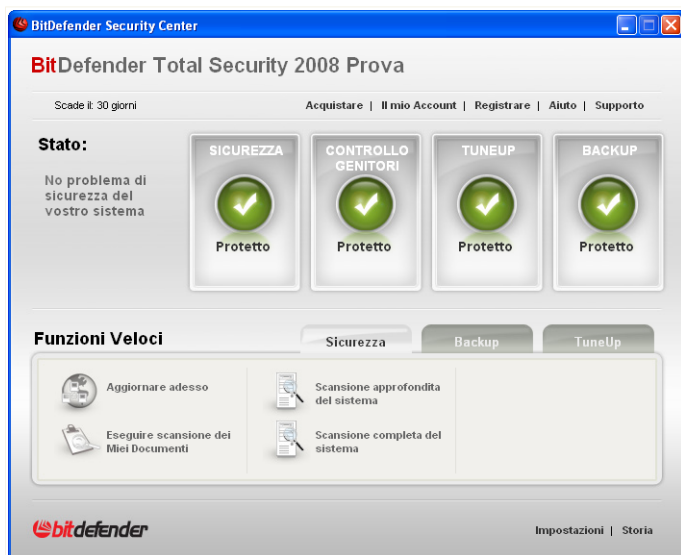 BitDefender Security Center
BitDefender Total Security 2008 Prova
Scade il: 30 giorni
Acquistare | Il mio Account | Registrare | Aiuto | Supporto
Stato:
No problema di
sicurezza del
vostro sistema
SICUREZZA
Protetto
CONTROLLO
GENITORI
Protetto
TUNEUP
Protetto
BACKUP
Protetto
Funzioni Veloci
Sicurezza
Backup
TuneUp
Aggiornare adesso
Scansione approfondita
del sistema
Eseguire scansione dei
Miei Documenti
Scansione completa del
sistema
bitdefender
Impostazioni | Storia